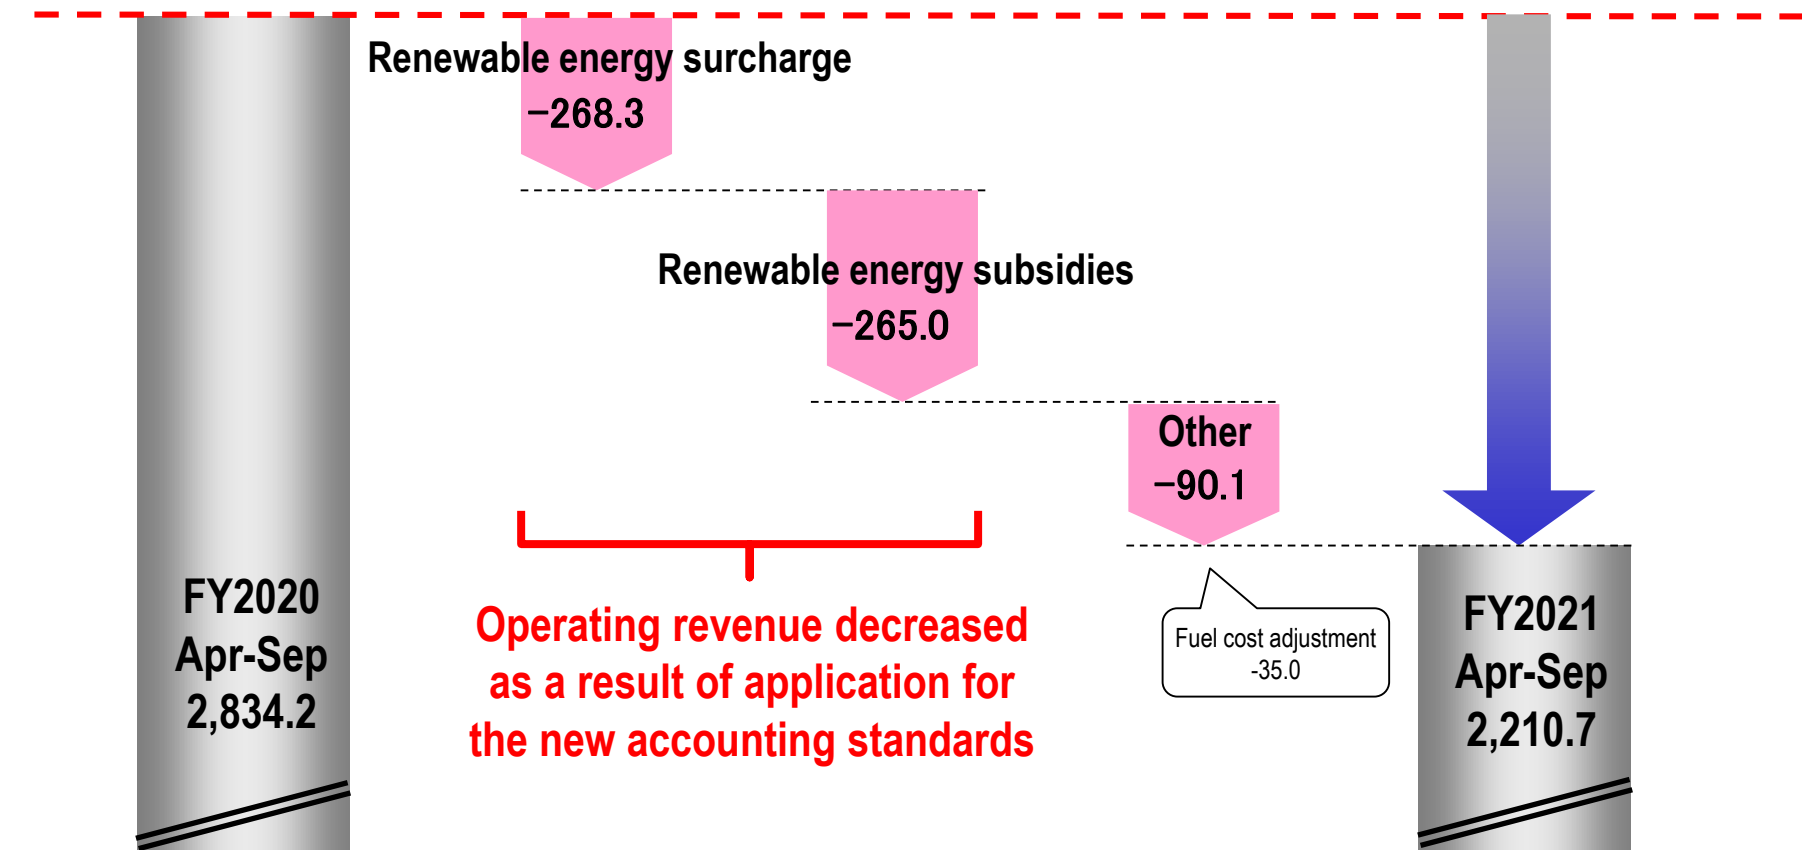 Renewable energy surcharge
−268.3
Renewable energy subsidies
−265.0
Other
−90.1
FY2020
Apr-Sep
2,834.2
Operating revenue decreased
as a result of application for
the new accounting standards
Fuel cost adjustment
-35.0
FY2021
Apr-Sep
2,210.7